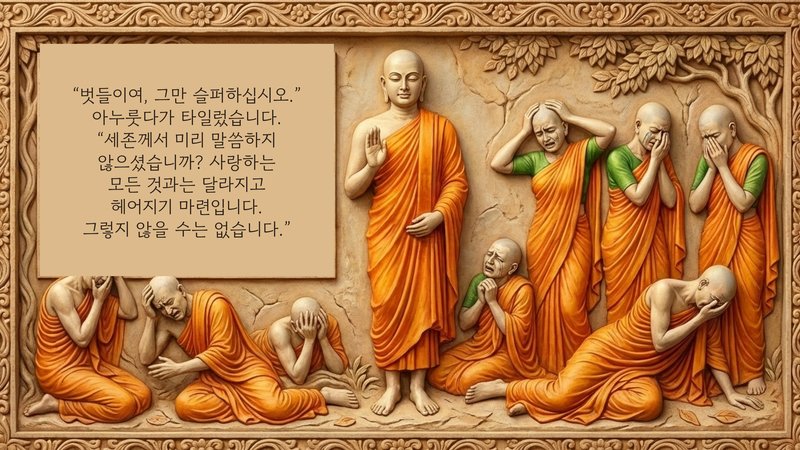 “벗들이여, 그만 슬퍼하십시오.”
아누룻다가 타일렀습니다.
“세존께서 미리 말씀하지
않으셨습니까? 사랑하는
모든 것과는 달라지고
헤어지기 마련입니다.
그렇지 않을 수는 없습니다.”